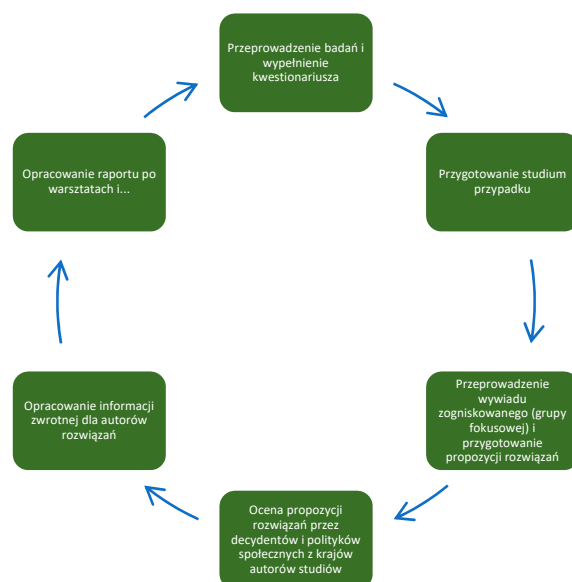 Przeprowadzenie badań i
wypełnienie
kwestionariusza
Przygotowanie studium
przypadku
Przeprowadzenie
wywiadu
zogniskowanego (grupy
fokusowej) i
przygotowanie
propozycji rozwiązań
Ocena propozycji
rozwiązań przez
decydentów i polityków
społecznych z krajów
autorów studiów
Opracowanie informacji
zwrotnej dla autorów
rozwiązań
Opracowanie raportu po
warsztatach i...